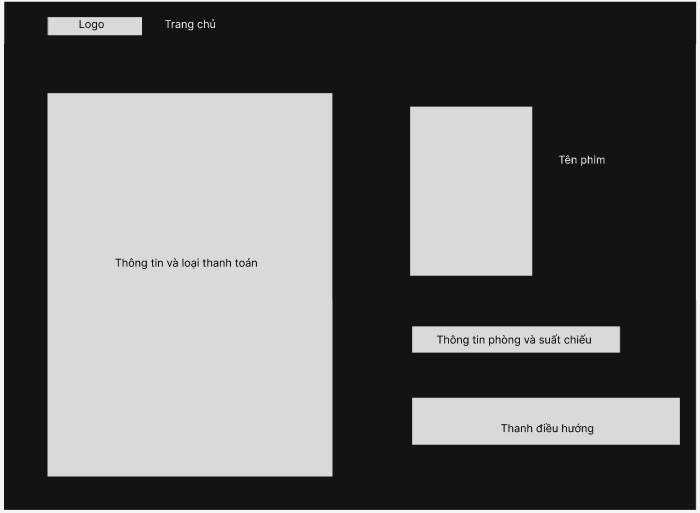 Logo
Trang chủ
Thông tin và loại thanh toán
Tên phim
Thông tin phòng và suất chiếu
Thanh điều hướng